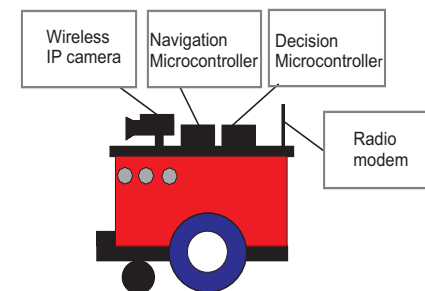 Wireless
IP camera
Navigation
Microcontroller
Decision
Microcontroller
Radio
modem